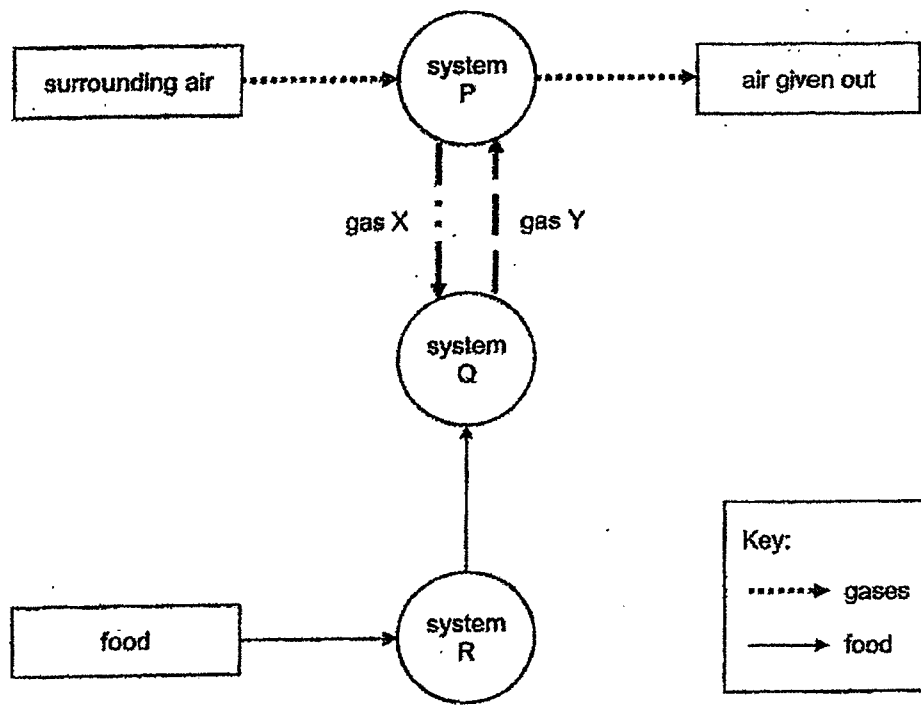 surrounding air
system
P
air given out
gas X
gas Y
system
Q
Key:
gases
food
food
system
R